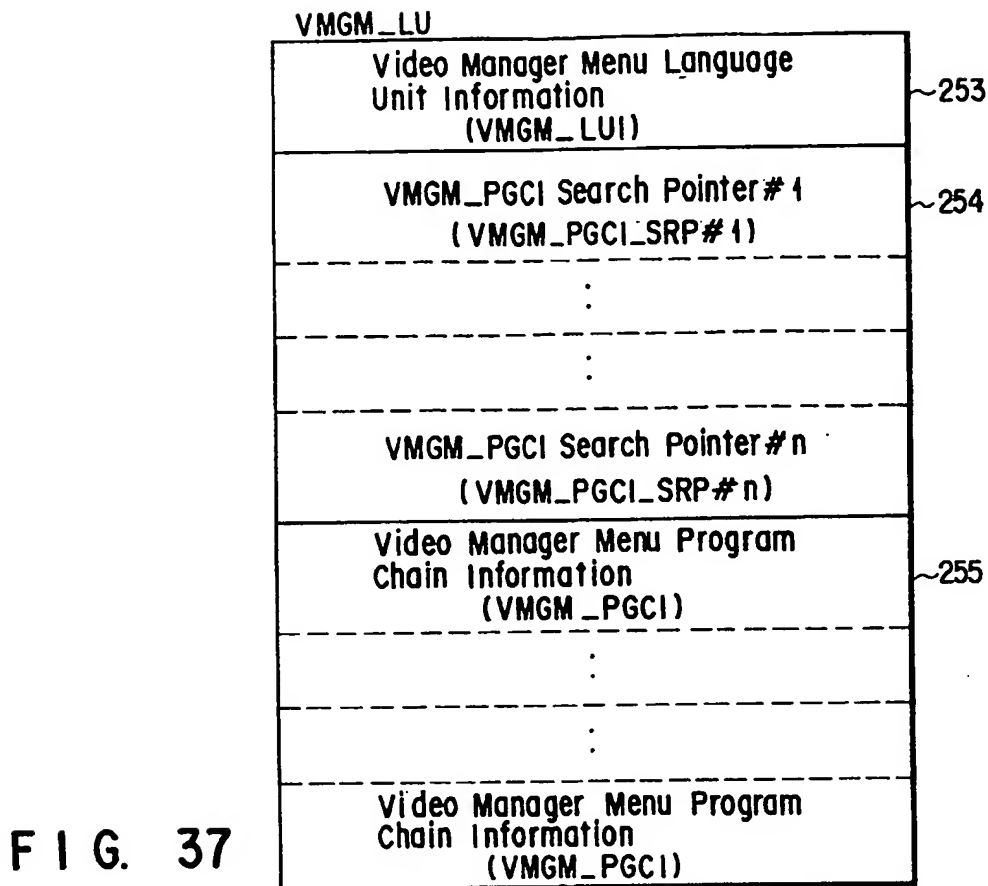 VMGM_LU
Video Manager Menu Language
Unit Information
(VMGM_LUI)
~253
VMGM_PGCI Search Pointer#1
(VMGM_PGCI_SRP#1)
~254
VMGM_PGCI Search Pointer#n
(VMGM_PGCI_SRP#n)
Video Manager Menu Program
Chain Information
(VMGM_PGCI)
~255
Video Manager Menu Program
Chain Information
(VMGM_PGCI)
FIG. 37